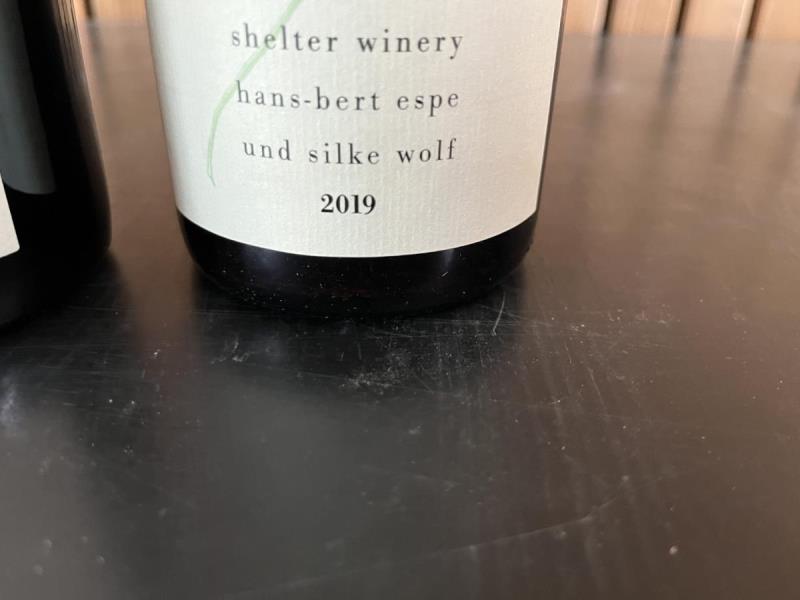 shelter winery
hans-bert espe
und silke wolf
2019